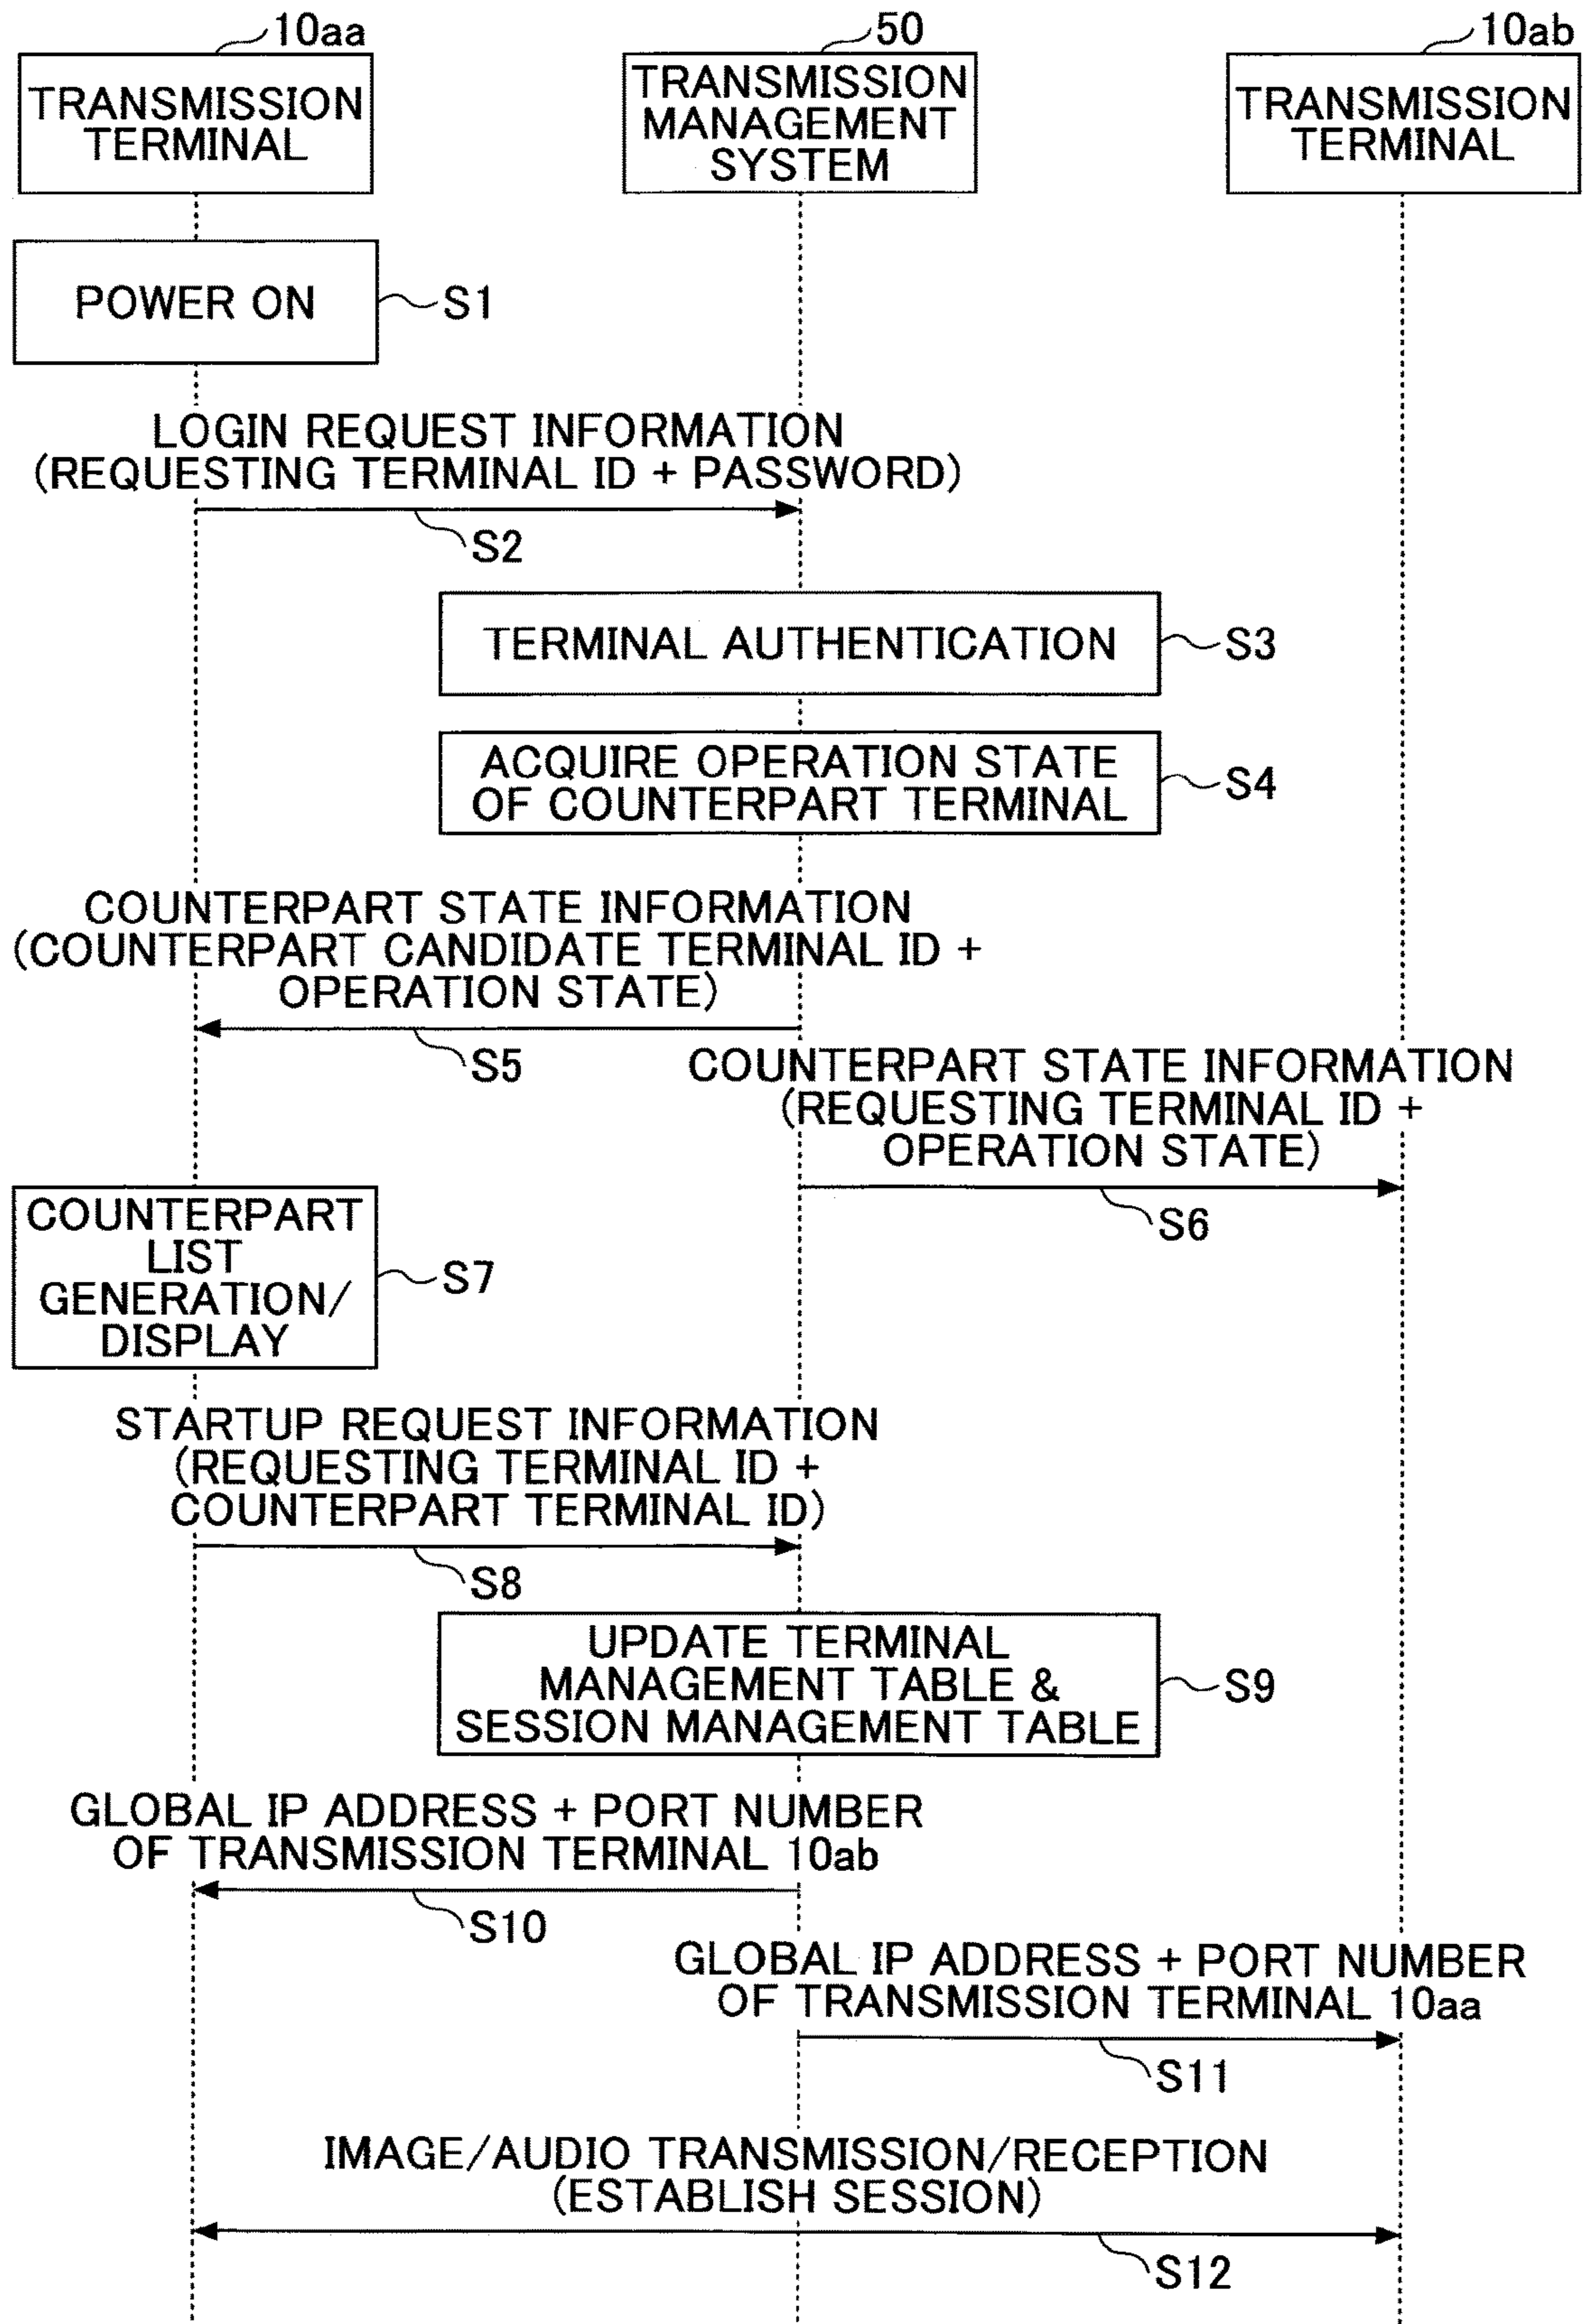 10aa
50
10ab
TRANSMISSION
TERMINAL
TRANSMISSION
MANAGEMENT
SYSTEM
TRANSMISSION
TERMINAL
POWER ON
S1
LOGIN REQUEST INFORMATION
(REQUESTING TERMINAL ID + PASSWORD)
S2
TERMINAL AUTHENTICATION
S3
ACQUIRE OPERATION STATE
OF COUNTERPART TERMINAL
S4
COUNTERPART STATE INFORMATION
(COUNTERPART CANDIDATE TERMINAL ID +
OPERATION STATE)
S5
COUNTERPART STATE INFORMATION
(REQUESTING TERMINAL ID +
OPERATION STATE)
S6
COUNTERPART
LIST
GENERATION/
DISPLAY
S7
STARTUP REQUEST INFORMATION
(REQUESTING TERMINAL ID +
COUNTERPART TERMINAL ID)
S8
UPDATE TERMINAL
MANAGEMENT TABLE &
SESSION MANAGEMENT TABLE
S9
GLOBAL IP ADDRESS + PORT NUMBER
OF TRANSMISSION TERMINAL 10ab
S10
GLOBAL IP ADDRESS + PORT NUMBER
OF TRANSMISSION TERMINAL 10aa
S11
IMAGE/AUDIO TRANSMISSION/RECEPTION
(ESTABLISH SESSION)
S12